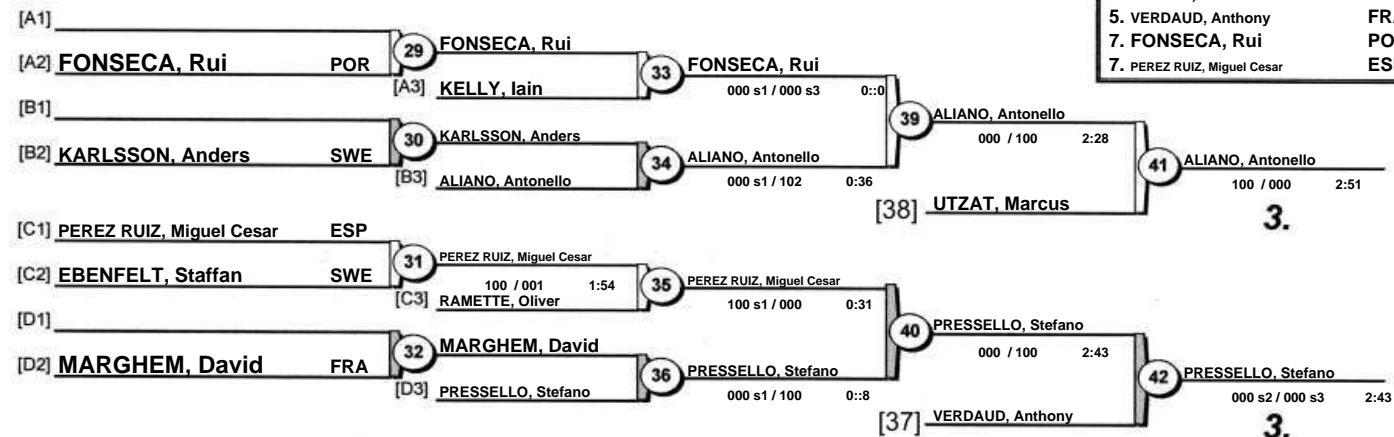 5. VERDAUD, Anthony
7. FONSECA, Rui
7. PEREZ RUIZ, Miguel Cesar
[A1]
[A2] FONSECA, Rui POR
29
FONSECA, Rui
[A3] KELLY, Iain
33
FONSECA, Rui
000 s1 / 000 s3 0::0
[B1]
[B2] KARLSSON, Anders SWE
30
KARLSSON, Anders
[B3] ALIANO, Antonello
34
ALIANO, Antonello
000 s1 / 102 0:36
39
ALIANO, Antonello
000 / 100 2:28
[38] UTZAT, Marcus
41
ALIANO, Antonello
100 / 000 2:51
3.
[C1] PEREZ RUIZ, Miguel Cesar ESP
[C2] EBENFELT, Staffan SWE
31
PEREZ RUIZ, Miguel Cesar
100 / 001 1:54
[C3] RAMETTE, Oliver
35
PEREZ RUIZ, Miguel Cesar
100 s1 / 000 0:31
[D1]
[D2] MARGHEM, David FRA
32
MARGHEM, David
[D3] PRESSELLO, Stefano
36
PRESSELLO, Stefano
000 s1 / 100 0::8
40
PRESSELLO, Stefano
000 / 100 2:43
[37] VERDAUD, Anthony
42
PRESSELLO, Stefano
000 s2 / 000 s3 2:43
3.